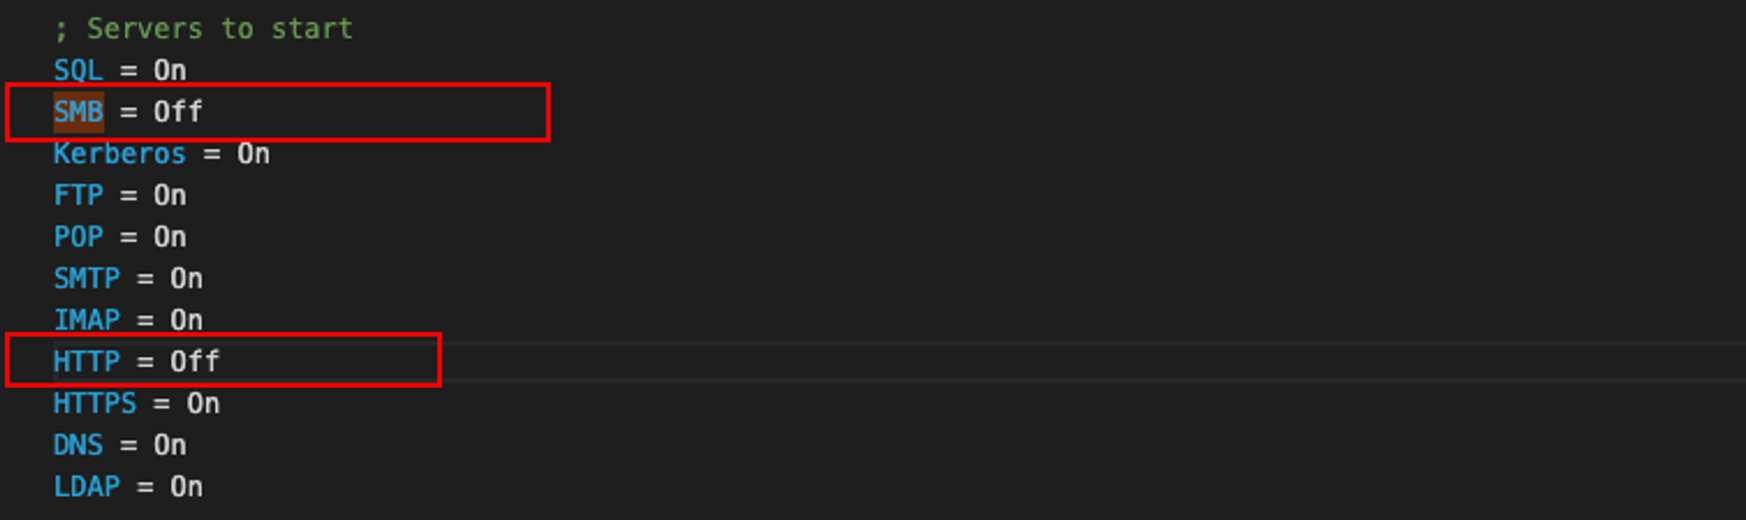 ; Servers to start
SQL = On
SMB = Off
Kerberos = On
FTP = On
POP = On
SMTP = On
IMAP = On
HTTP = Off
HTTPS = On
DNS = On
LDAP = On